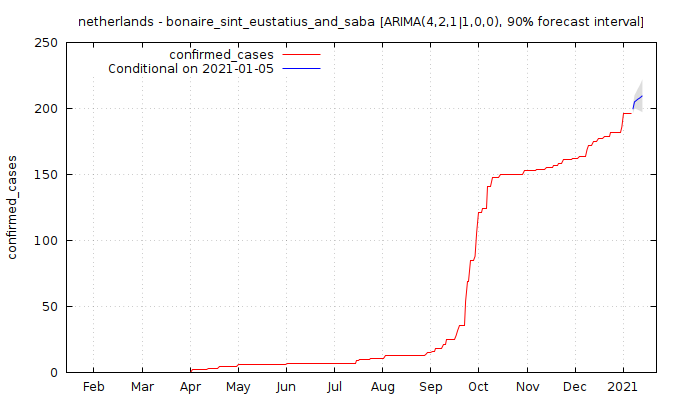 netherlands - bonaire_sint_eustatius_and_saba [ARIMA(4,2,1|1,0,0), 90% forecast interval]
confirmed_cases
Conditional on 2021-01-05
250
200
150
100
50
0
confirmed_cases
Feb Mar Apr May Jun Jul Aug Sep Oct Nov Dec 2021